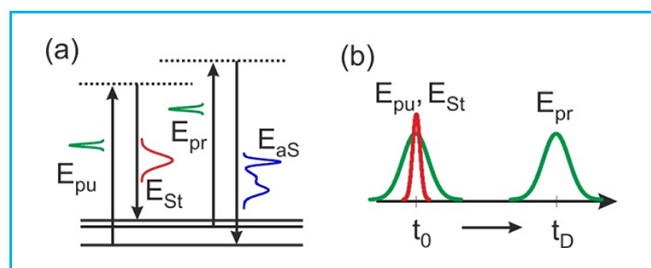 (a)
E_pu
E_St
E_pr
E_aS
(b)
E_pu, E_St
E_pr
t_0
t_D